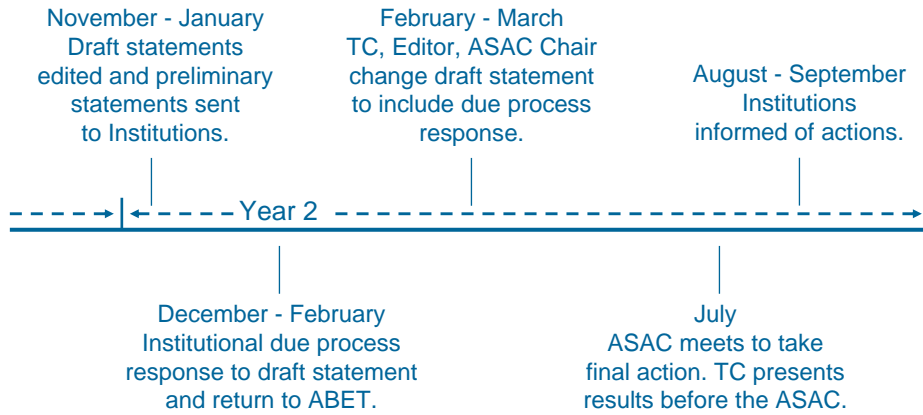 November - January
Draft statements
edited and preliminary
statements sent
to Institutions.
February - March
TC, Editor, ASAC Chair
change draft statement
to include due process
response.
August - September
Institutions
informed of actions.
Year 2
December - February
Institutional due process
response to draft statement
and return to ABET.
July
ASAC meets to take
final action. TC presents
results before the ASAC.